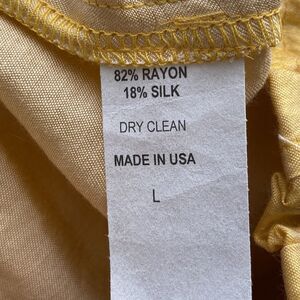 82% RAYON
18% SILK
DRY CLEAN
MADE IN USA
L